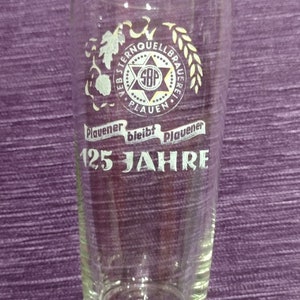 VEB STERNQUELLBRAUEREI
PLAUEN
Plauener bleibt Plauener
125 JAHRE